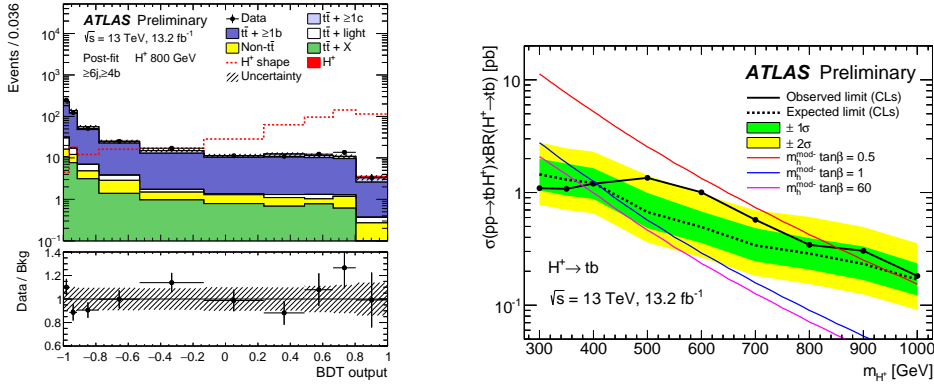 ATLAS Preliminary
√s = 13 TeV, 13.2 fb⁻¹
Post-fit H⁺ 800 GeV
≥6j,≥4b
Data
tt̄ + ≥1b
Non-tt̄
H⁺ shape
Uncertainty
tt̄ + ≥1c
tt̄ + light
tt̄ + X
H⁺
Events / 0.036
10⁴
10³
10²
10
1
10⁻¹
Data / Bkg
1.4
1.2
1
0.8
0.6
−1 −0.8 −0.6 −0.4 −0.2 0 0.2 0.4 0.6 0.8 1
BDT output
σ(pp→tbH⁺)xBR(H⁺→tb) [pb]
10
1
10⁻¹
ATLAS Preliminary
Observed limit (CLs)
Expected limit (CLs)
± 1σ
± 2σ
m_h^mod- tanβ = 0.5
m_h^mod- tanβ = 1
m_h^mod- tanβ = 60
H⁺→ tb
√s = 13 TeV, 13.2 fb⁻¹
300 400 500 600 700 800 900 1000
m_H⁺ [GeV]